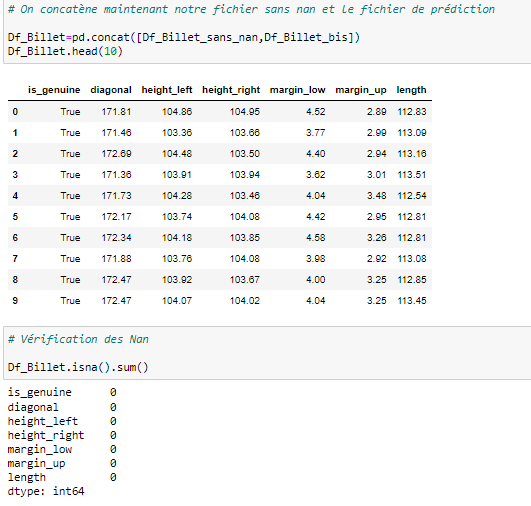 # On concatène maintenant notre fichier sans nan et le fichier de prédiction
Df_Billet=pd.concat([Df_Billet_sans_nan,Df_Billet_bis])
Df_Billet.head(10)
is_genuine diagonal height_left height_right margin_low margin_up length
0 True 171.81 104.86 104.95 4.52 2.89 112.83
1 True 171.46 103.36 103.66 3.77 2.99 113.09
2 True 172.69 104.48 103.50 4.40 2.94 113.16
3 True 171.36 103.91 103.94 3.62 3.01 113.51
4 True 171.73 104.28 103.46 4.04 3.48 112.54
5 True 172.17 103.74 104.08 4.42 2.95 112.81
6 True 172.34 104.18 103.85 4.58 3.26 112.81
7 True 171.88 103.76 104.08 3.98 2.92 113.08
8 True 172.47 103.92 103.67 4.00 3.25 112.85
9 True 172.47 104.07 104.02 4.04 3.25 113.45
# Vérification des Nan
Df_Billet.isna().sum()
is_genuine 0
diagonal 0
height_left 0
height_right 0
margin_low 0
margin_up 0
length 0
dtype: int64